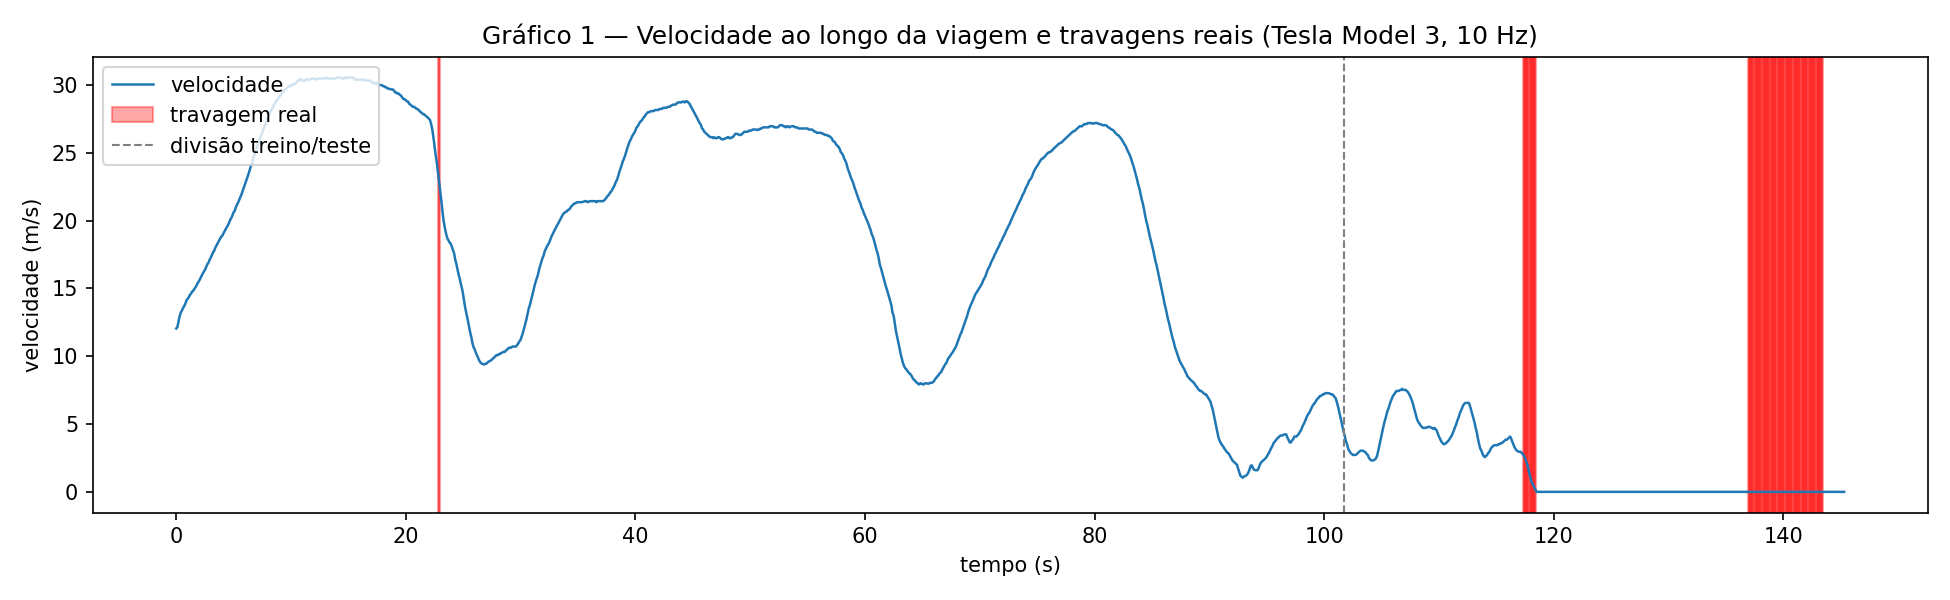 Gráfico 1 — Velocidade ao longo da viagem e travagens reais (Tesla Model 3, 10 Hz)
velocidade
travagem real
divisão treino/teste
velocidade (m/s)
30
25
20
15
10
5
0
0 20 40 60 80 100 120 140
tempo (s)